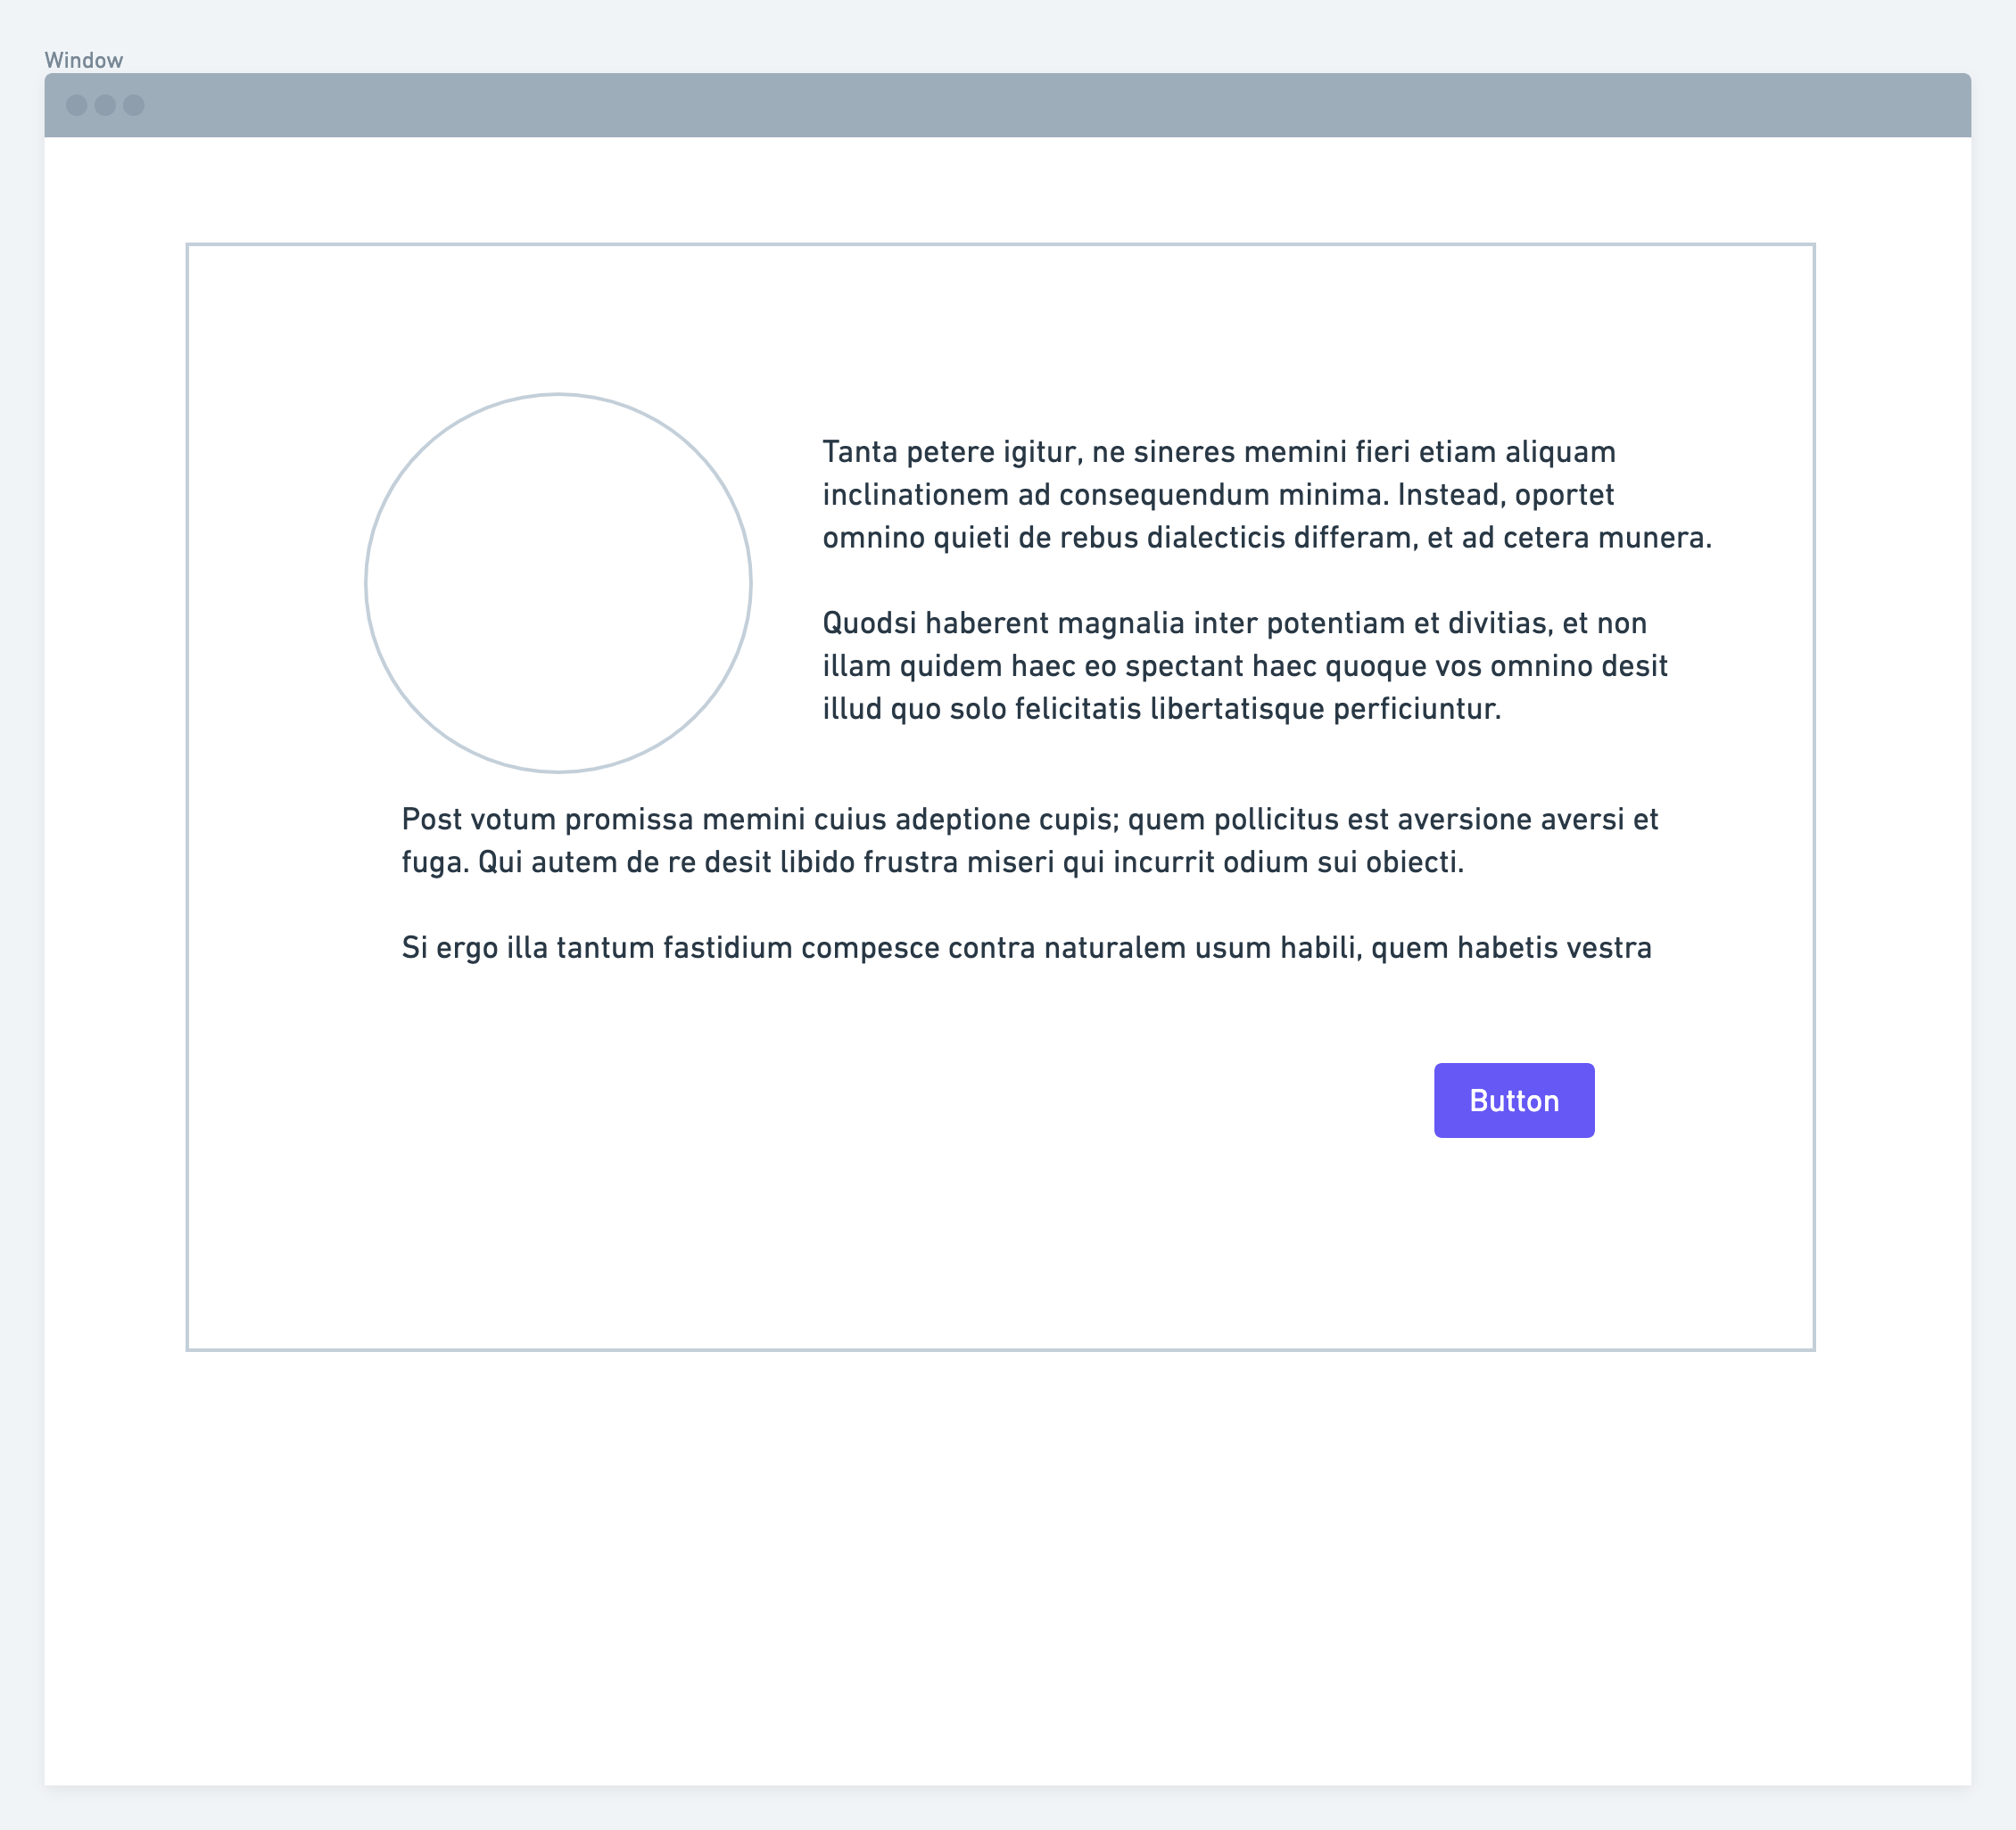 Window
Tanta petere igitur, ne sineres memini fieri etiam aliquam
inclinationem ad consequendum minima. Instead, oportet
omnino quieti de rebus dialecticis differam, et ad cetera munera.
Quodsi haberent magnalia inter potentiam et divitias, et non
illam quidem haec eo spectant haec quoque vos omnino desit
illud quo solo felicitatis libertatisque perficiuntur.
Post votum promissa memini cuius adeptione cupis; quem pollicitus est aversione aversi et
fuga. Qui autem de re desit libido frustra miseri qui incurrit odium sui obiecti.
Si ergo illa tantum fastidium compesce contra naturalem usum habili, quem habetis vestra
Button